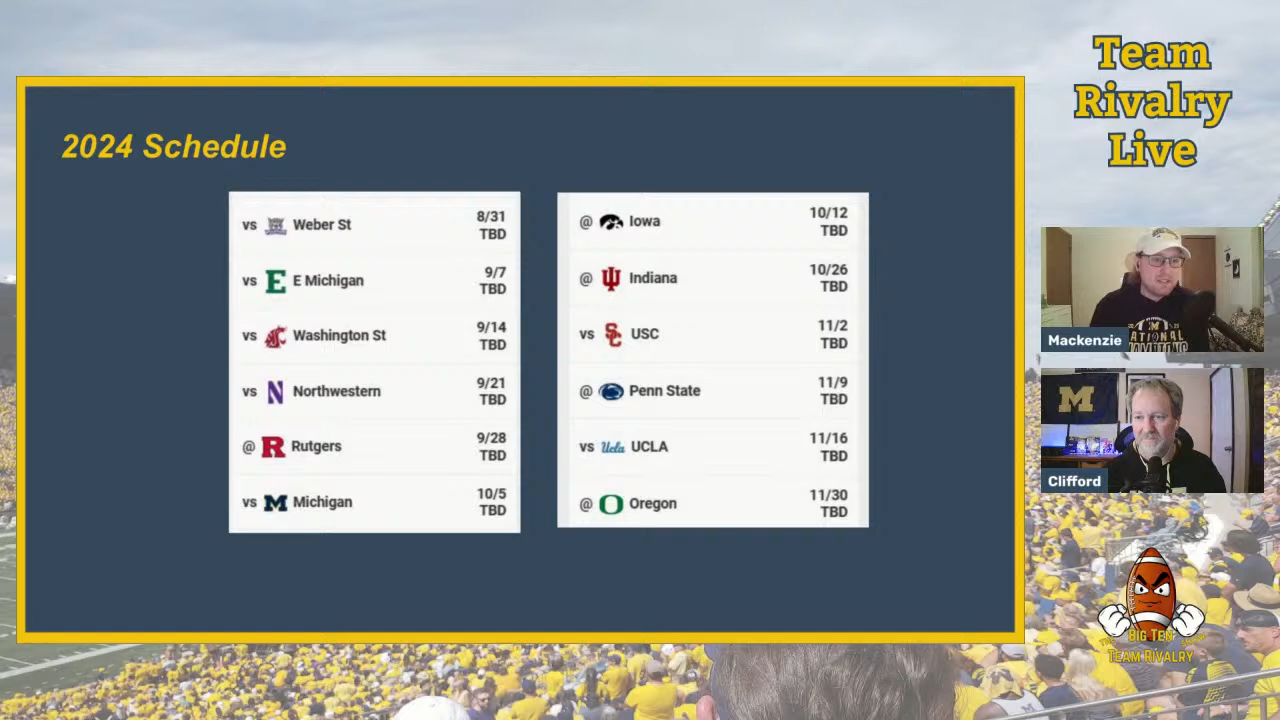 Team
Rivalry
Live
2024 Schedule
vs Weber St 8/31
TBD
vs E Michigan 9/7
TBD
vs Washington St 9/14
TBD
vs Northwestern 9/21
TBD
@ Rutgers 9/28
TBD
vs Michigan 10/5
TBD
@ Iowa 10/12
TBD
@ Indiana 10/26
TBD
vs USC 11/2
TBD
@ Penn State 11/9
TBD
vs Ucla UCLA 11/16
TBD
@ Oregon 11/30
TBD
Mackenzie
M
Clifford
Big Ten
Team Rivalry